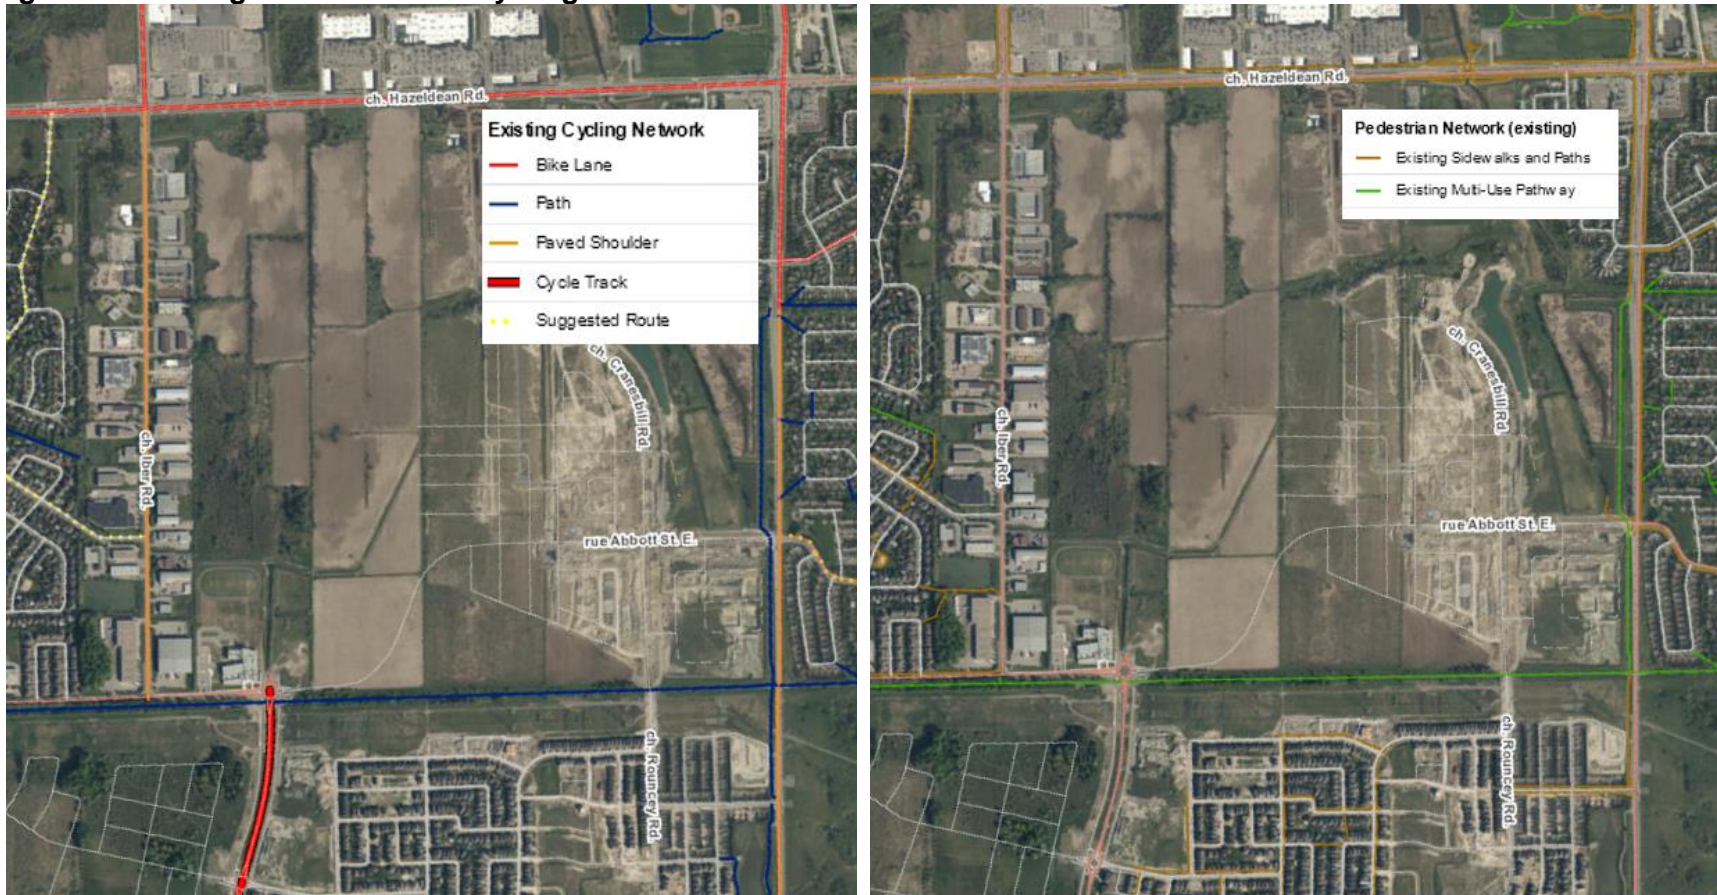 Existing Cycling Network
Bike Lane
Path
Paved Shoulder
Cycle Track
Suggested Route
ch. Hazeldean Rd.
ch. Cranesbill Rd.
ch. Iber Rd.
rue Abbott St. E.
ch. Rouncey Rd.
ch. Hazeldean Rd.
Pedestrian Network (existing)
Existing Sidewalks and Paths
Existing Multi-Use Pathway
ch. Cranesbill Rd.
ch. Iber Rd.
rue Abbott St. E.
ch. Rouncey Rd.